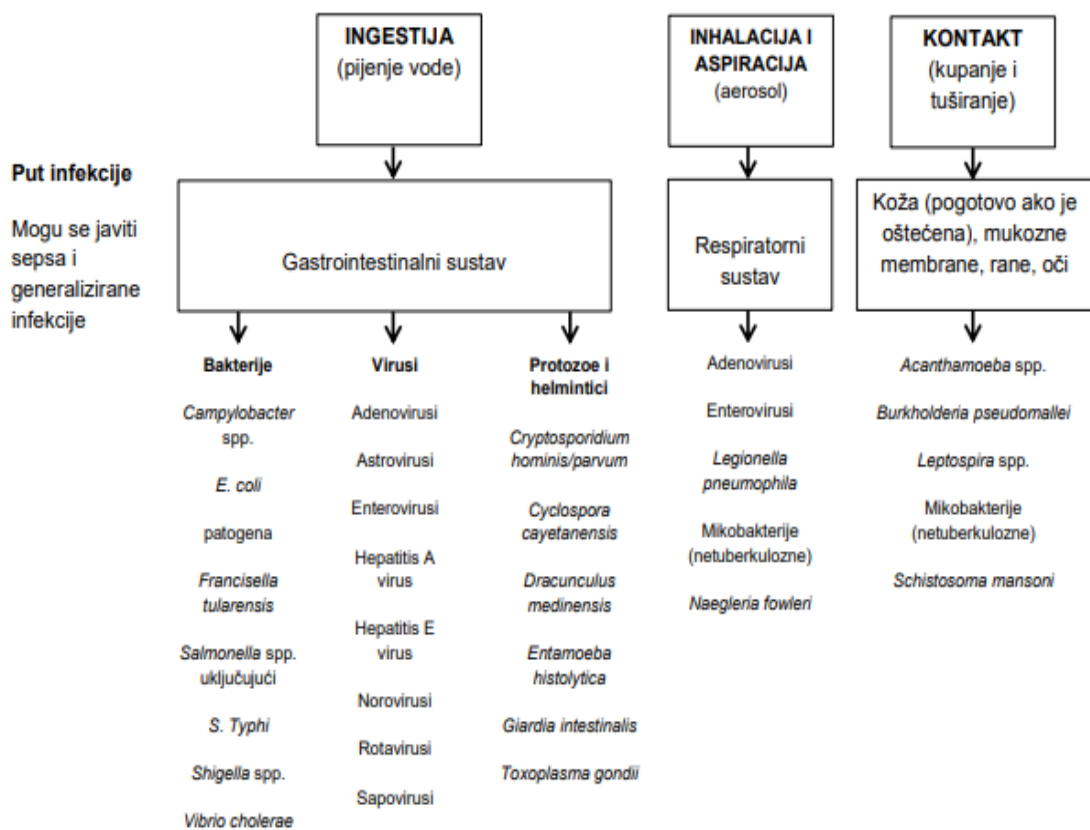 INGESTIJA
(pijenje vode)
INHALACIJA I
ASPIRACIJA
(aerosol)
KONTAKT
(kupanje i
tuširanje)
Put infekcije
Mogu se javiti
sepsa i
generalizirane
infekcije
Gastrointestinalni sustav
Respiratorni
sustav
Koža (pogotovo ako je
oštećena), mukozne
membrane, rane, oči
Bakterije
Campylobacter
spp.
E. coli
patogena
Francisella
tularensis
Salmonella spp.
uključujući
S. Typhi
Shigella spp.
Vibrio cholerae
Virusi
Adenovirusi
Astrovirusi
Enterovirusi
Hepatitis A
virus
Hepatitis E
virus
Norovirusi
Rotavirusi
Sapovirusi
Protozoe i
helmintici
Cryptosporidium
hominis/parvum
Cyclospora
cayetanensis
Dracunculus
medinensis
Entamoeba
histolytica
Giardia intestinalis
Toxoplasma gondii
Adenovirusi
Enterovirusi
Legionella
pneumophila
Mikobakterije
(netuberkulozne)
Naegleria fowleri
Acanthamoeba spp.
Burkholderia pseudomallei
Leptospira spp.
Mikobakterije
(netuberkulozne)
Schistosoma mansoni